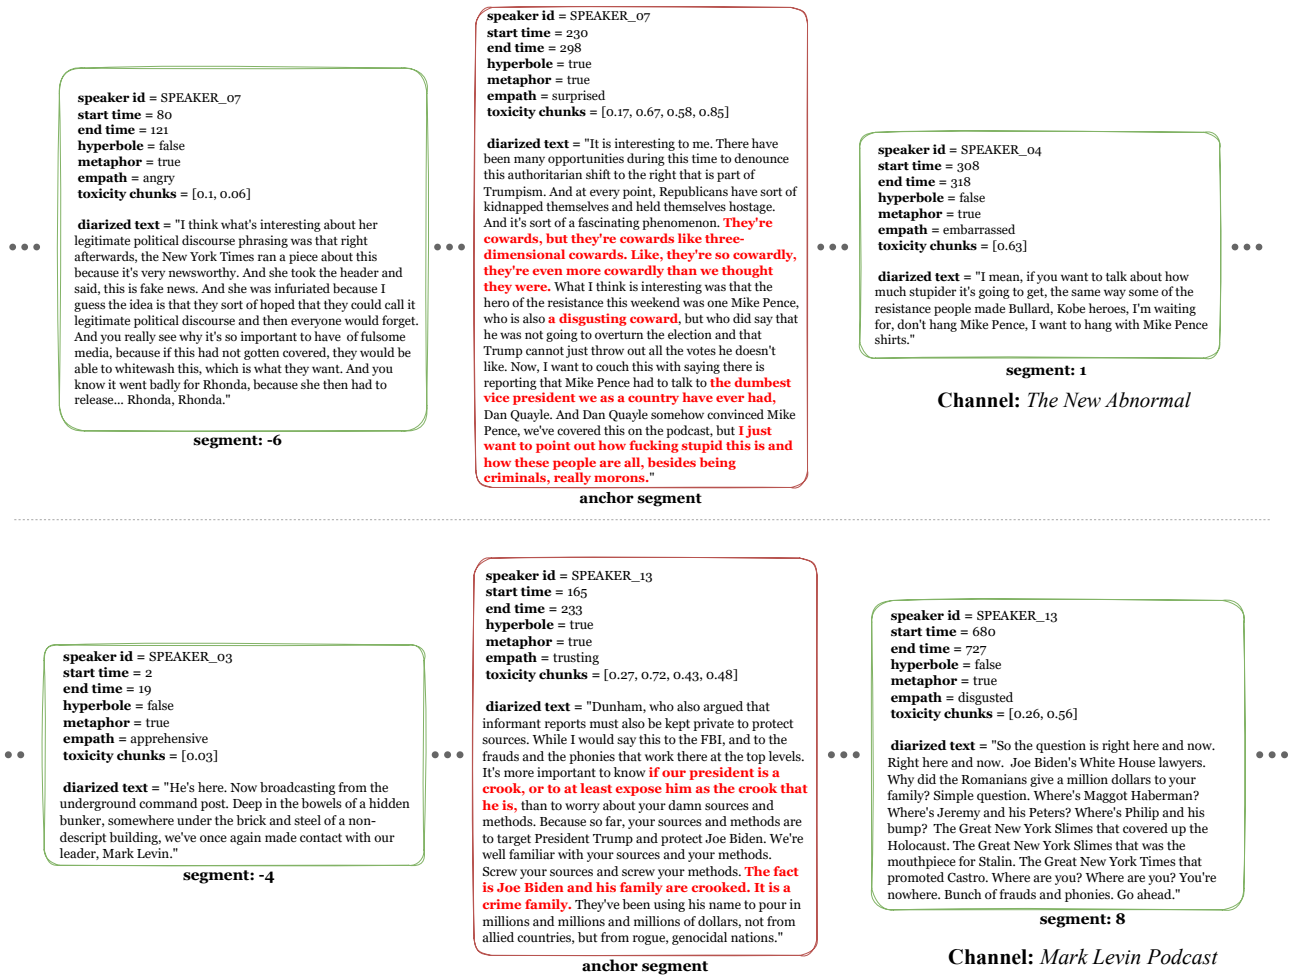 speaker id = SPEAKER_07
start time = 80
end time = 121
hyperbole = false
metaphor = true
empath = angry
toxicity chunks = [0.1, 0.06]
diarized text = "I think what's interesting about her
legitimate political discourse phrasing was that right
afterwards, the New York Times ran a piece about this
because it's very newsworthy. And she took the header and
said, this is fake news. And she was infuriated because I
guess the idea is that they sort of hoped that they could call it
legitimate political discourse and then everyone would forget.
And you really see why it's so important to have of fulsome
media, because if this had not gotten covered, they would be
able to whitewash this, which is what they want. And you
know it went badly for Rhonda, because she then had to
release... Rhonda, Rhonda."
segment: -6
speaker id = SPEAKER_07
start time = 230
end time = 298
hyperbole = true
metaphor = true
empath = surprised
toxicity chunks = [0.17, 0.67, 0.58, 0.85]
diarized text = "It is interesting to me. There have
been many opportunities during this time to denounce
this authoritarian shift to the right that is part of
Trumpism. And at every point, Republicans have sort of
kidnapped themselves and held themselves hostage.
And it's sort of a fascinating phenomenon. They're
cowards, but they're cowards like three-
dimensional cowards. Like, they're so cowardly,
they're even more cowardly than we thought
they were. What I think is interesting was that the
hero of the resistance this weekend was one Mike Pence,
who is also a disgusting coward, but who did say that
he was not going to overturn the election and that
Trump cannot just throw out all the votes he doesn't
like. Now, I want to couch this with saying there is
reporting that Mike Pence had to talk to the dumbest
vice president we as a country have ever had,
Dan Quayle. And Dan Quayle somehow convinced Mike
Pence, we've covered this on the podcast, but I just
want to point out how fucking stupid this is and
how these people are all, besides being
criminals, really morons."
anchor segment
speaker id = SPEAKER_04
start time = 308
end time = 318
hyperbole = false
metaphor = true
empath = embarrassed
toxicity chunks = [0.63]
diarized text = "I mean, if you want to talk about how
much stupider it's going to get, the same way some of the
resistance people made Bullard, Kobe heroes, I'm waiting
for, don't hang Mike Pence, I want to hang with Mike Pence
shirts."
segment: 1
Channel: The New Abnormal
speaker id = SPEAKER_03
start time = 2
end time = 19
hyperbole = false
metaphor = true
empath = apprehensive
toxicity chunks = [0.03]
diarized text = "He's here. Now broadcasting from the
underground command post. Deep in the bowels of a hidden
bunker, somewhere under the brick and steel of a non-
descript building, we've once again made contact with our
leader, Mark Levin."
segment: -4
speaker id = SPEAKER_13
start time = 165
end time = 233
hyperbole = true
metaphor = true
empath = trusting
toxicity chunks = [0.27, 0.72, 0.43, 0.48]
diarized text = "Dunham, who also argued that
informant reports must also be kept private to protect
sources. While I would say this to the FBI, and to the
frauds and the phonies that work there at the top levels.
It's more important to know if our president is a
crook, or to at least expose him as the crook that
he is, than to worry about your damn sources and
methods. Because so far, your sources and methods are
to target President Trump and protect Joe Biden. We're
well familiar with your sources and your methods.
Screw your sources and screw your methods. The fact
is Joe Biden and his family are crooked. It is a
crime family. They've been using his name to pour in
millions and millions and millions of dollars, not from
allied countries, but from rogue, genocidal nations."
anchor segment
speaker id = SPEAKER_13
start time = 680
end time = 727
hyperbole = false
metaphor = true
empath = disgusted
toxicity chunks = [0.26, 0.56]
diarized text = "So the question is right here and now.
Right here and now. Joe Biden's White House lawyers.
Why did the Romanians give a million dollars to your
family? Simple question. Where's Maggot Haberman?
Where's Jeremy and his Peters? Where's Philip and his
bump? The Great New York Slimes that covered up the
Holocaust. The Great New York Slimes that was the
mouthpiece for Stalin. The Great New York Times that
promoted Castro. Where are you? Where are you? You're
nowhere. Bunch of frauds and phonies. Go ahead."
segment: 8
Channel: Mark Levin Podcast